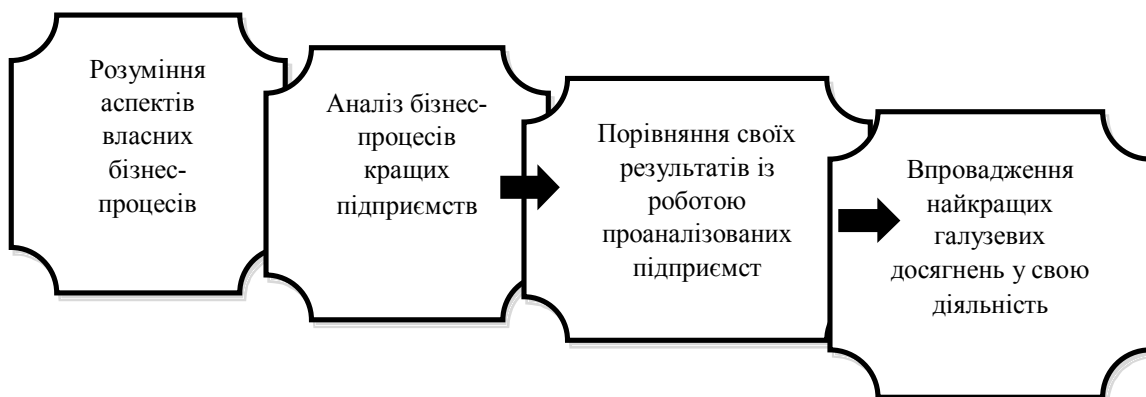 Розуміння
аспектів
власних
бізнес-
процесів
Аналіз бізнес-
процесів
кращих
підприємств
Порівняння своїх
результатів із
роботою
проаналізованих
підприємст
Впровадження
найкращих
галузевих
досягнень у свою
діяльність